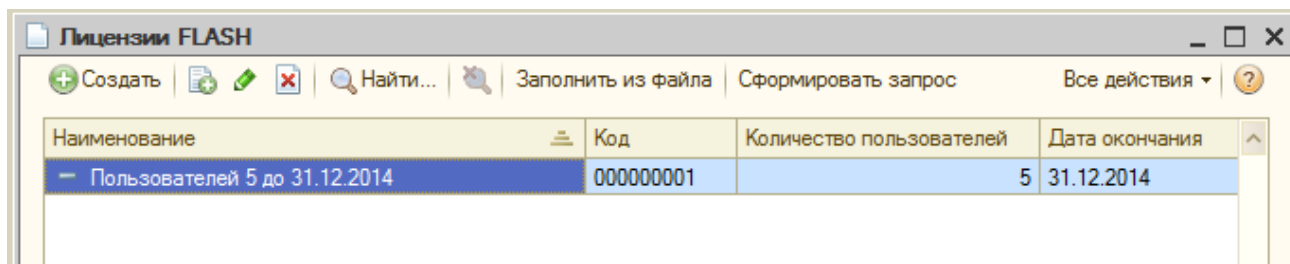 Лицензии FLASH
Создать Найти... Заполнить из файла Сформировать запрос Все действия
Наименование Код Количество пользователей Дата окончания
Пользователей 5 до 31.12.2014 000000001 5 31.12.2014